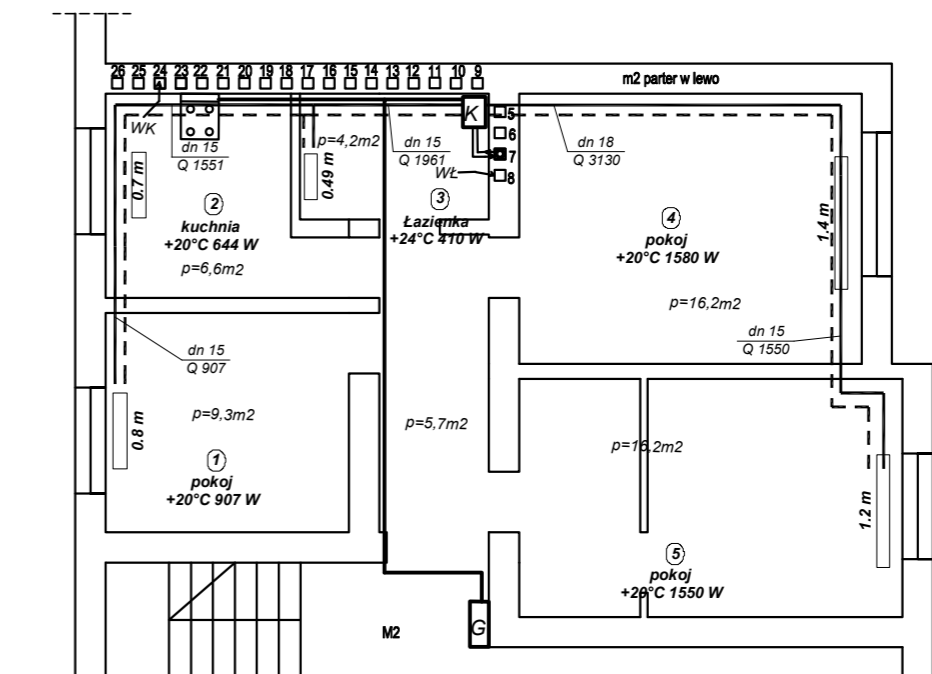 26 25 24 23 22 21 20 19 18 17 16 15 14 13 12 11 10 9
m2 parter w lewo
K
5
6
7
8
WK
WŁ
dn 15
Q 1551
p=4,2m2
dn 15
Q 1961
dn 18
Q 3130
0.7 m
0.49 m
1.4 m
2
kuchnia
+20°C 644 W
p=6,6m2
3
Łazienka
+24°C 410 W
4
pokoj
+20°C 1580 W
p=16,2m2
dn 15
Q 1550
dn 15
Q 907
0.8 m
p=9,3m2
1
pokoj
+20°C 907 W
p=5,7m2
p=16,2m2
1.2 m
5
pokoj
+20°C 1550 W
M2
G